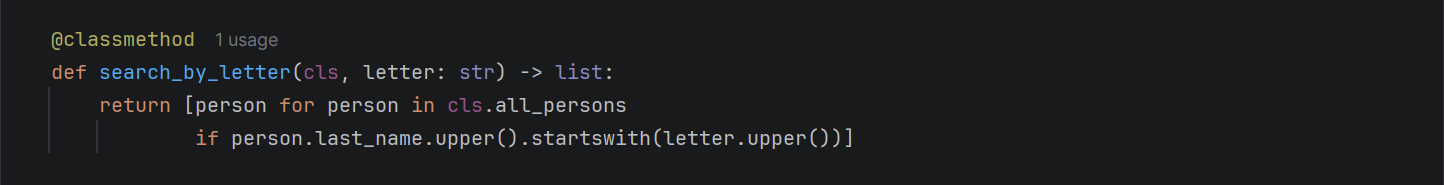 @classmethod 1 usage
def search_by_letter(cls, letter: str) -> list:
    return [person for person in cls.all_persons
            if person.last_name.upper().startswith(letter.upper())]